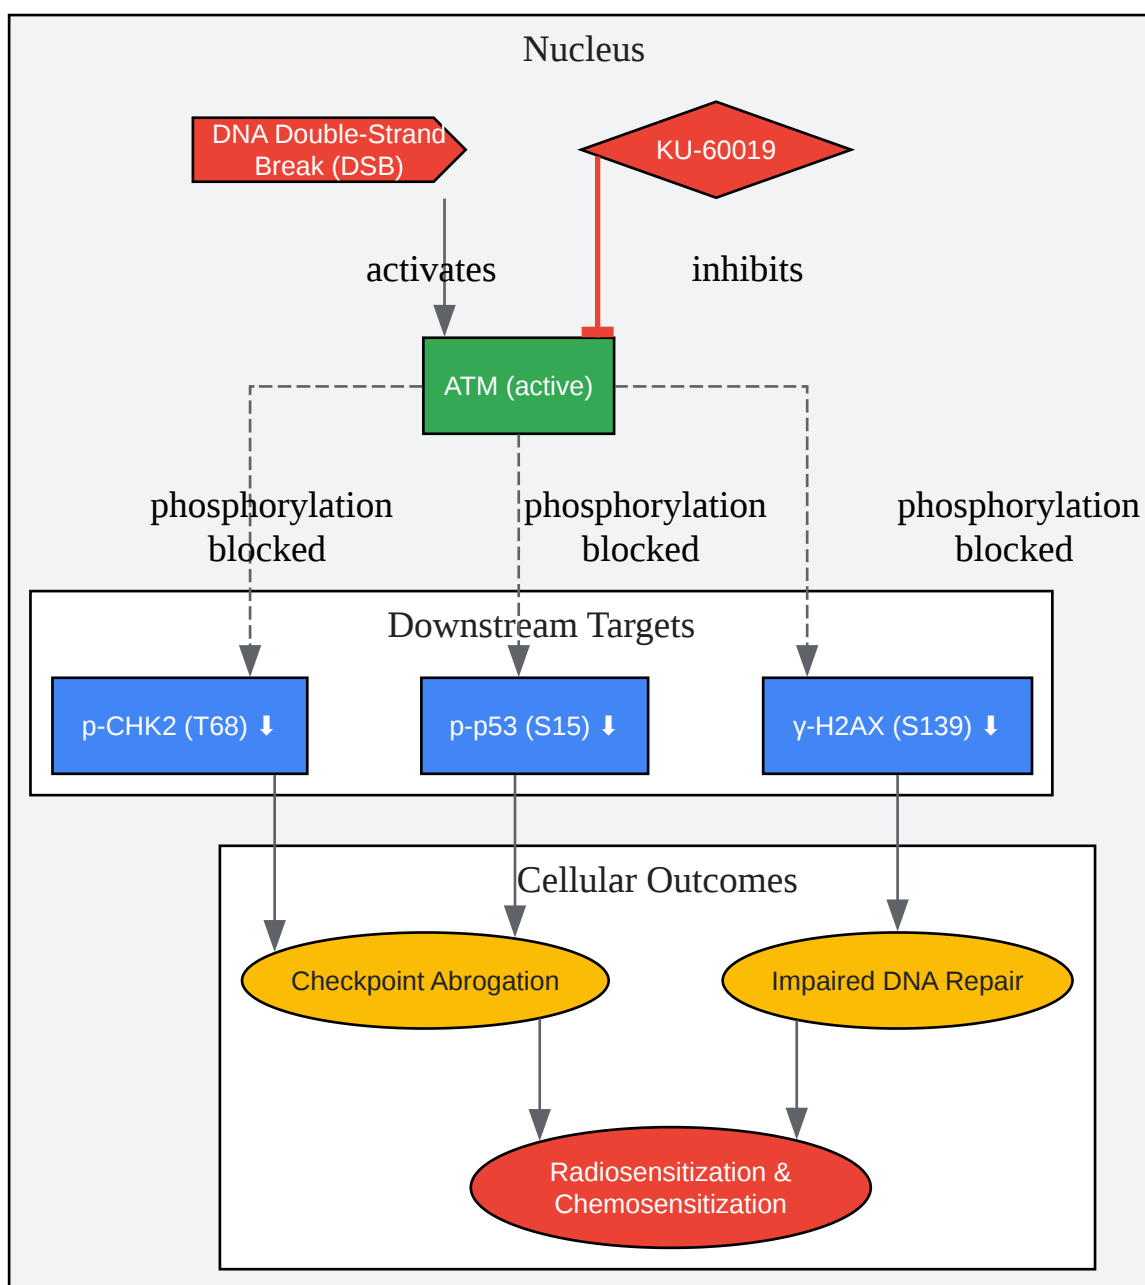 Nucleus
DNA Double-Strand
Break (DSB)
KU-60019
activates
inhibits
ATM (active)
phosphorylation
blocked
phosphorylation
blocked
phosphorylation
blocked
Downstream Targets
p-CHK2 (T68) ⬇
p-p53 (S15) ⬇
γ-H2AX (S139) ⬇
Cellular Outcomes
Checkpoint Abrogation
Impaired DNA Repair
Radiosensitization &
Chemosensitization